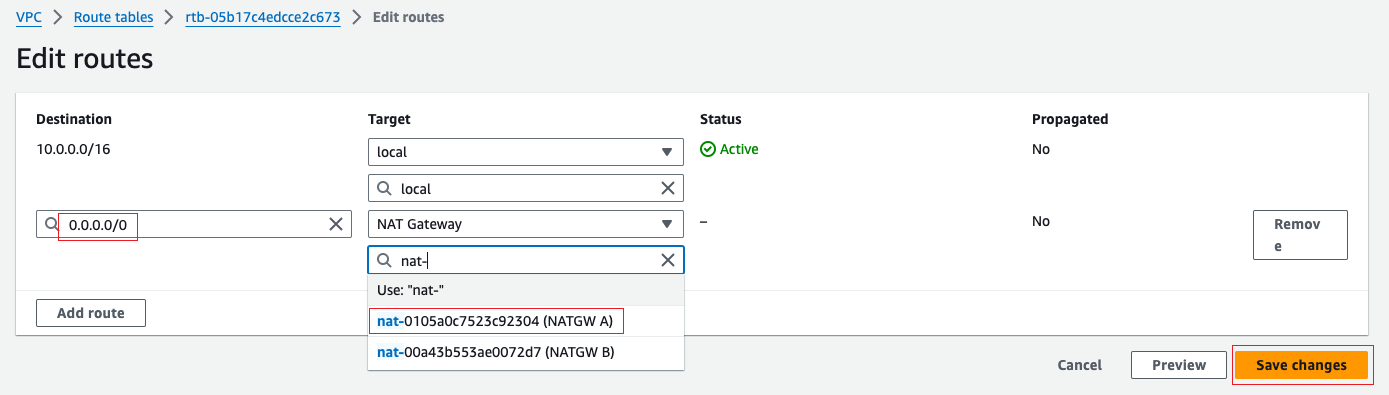 VPC > Route tables > rtb-05b17c4edcce2c673 > Edit routes
Edit routes
Destination Target Status Propagated
10.0.0.0/16 local Active No
local
0.0.0.0/0 NAT Gateway – No Remov
e
nat-
Use: "nat-"
Add route nat-0105a0c7523c92304 (NATGW A)
nat-00a43b553ae0072d7 (NATGW B)
Cancel Preview Save changes